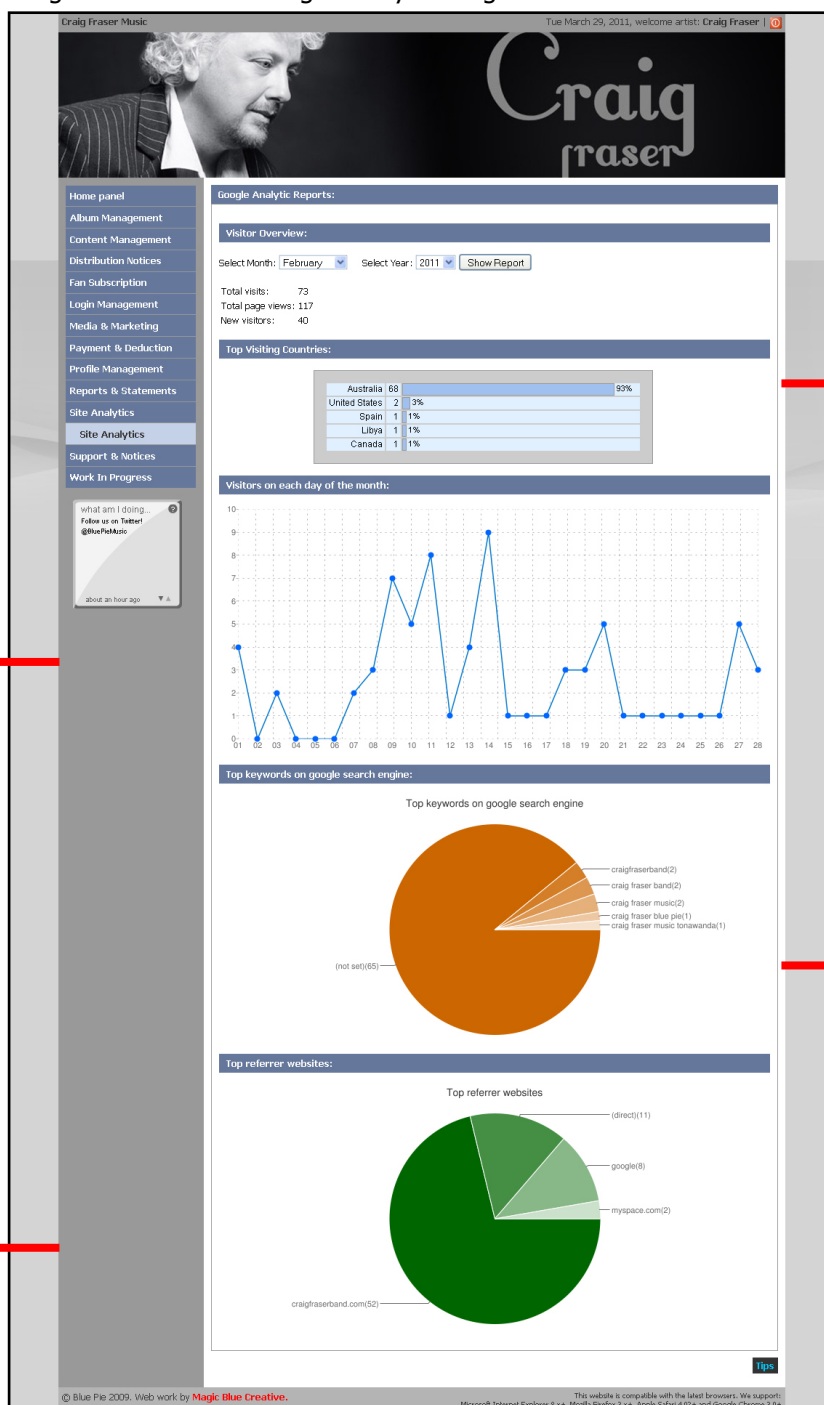 Craig Fraser Music
Tue March 29, 2011, welcome artist: Craig Fraser |
Craig
fraser
Home panel
Album Management
Content Management
Distribution Notices
Fan Subscription
Login Management
Media & Marketing
Payment & Deduction
Profile Management
Reports & Statements
Site Analytics
Site Analytics
Support & Notices
Work In Progress
what am I doing...
?
Follow us on Twitter!
@BluePieMusic
about an hour ago
Google Analytic Reports:
Visitor Overview:
Select Month: February Select Year: 2011 Show Report
Total visits: 73
Total page views: 117
New visitors: 40
Top Visiting Countries:
Australia 68 93%
United States 2 3%
Spain 1 1%
Libya 1 1%
Canada 1 1%
Visitors on each day of the month:
10
9
8
7
6
5
4
3
2
1
0
01 02 03 04 05 06 07 08 09 10 11 12 13 14 15 16 17 18 19 20 21 22 23 24 25 26 27 28
Top keywords on google search engine:
Top keywords on google search engine
craigfraserband(2)
craig fraser band(2)
craig fraser music(2)
craig fraser blue pie(1)
craig fraser music tonawanda(1)
(not set)(65)
Top referrer websites:
Top referrer websites
(direct)(11)
google(8)
myspace.com(2)
craigfraserband.com(52)
Tips
© Blue Pie 2009. Web work by Magic Blue Creative.
This website is compatible with the latest browsers. We support: